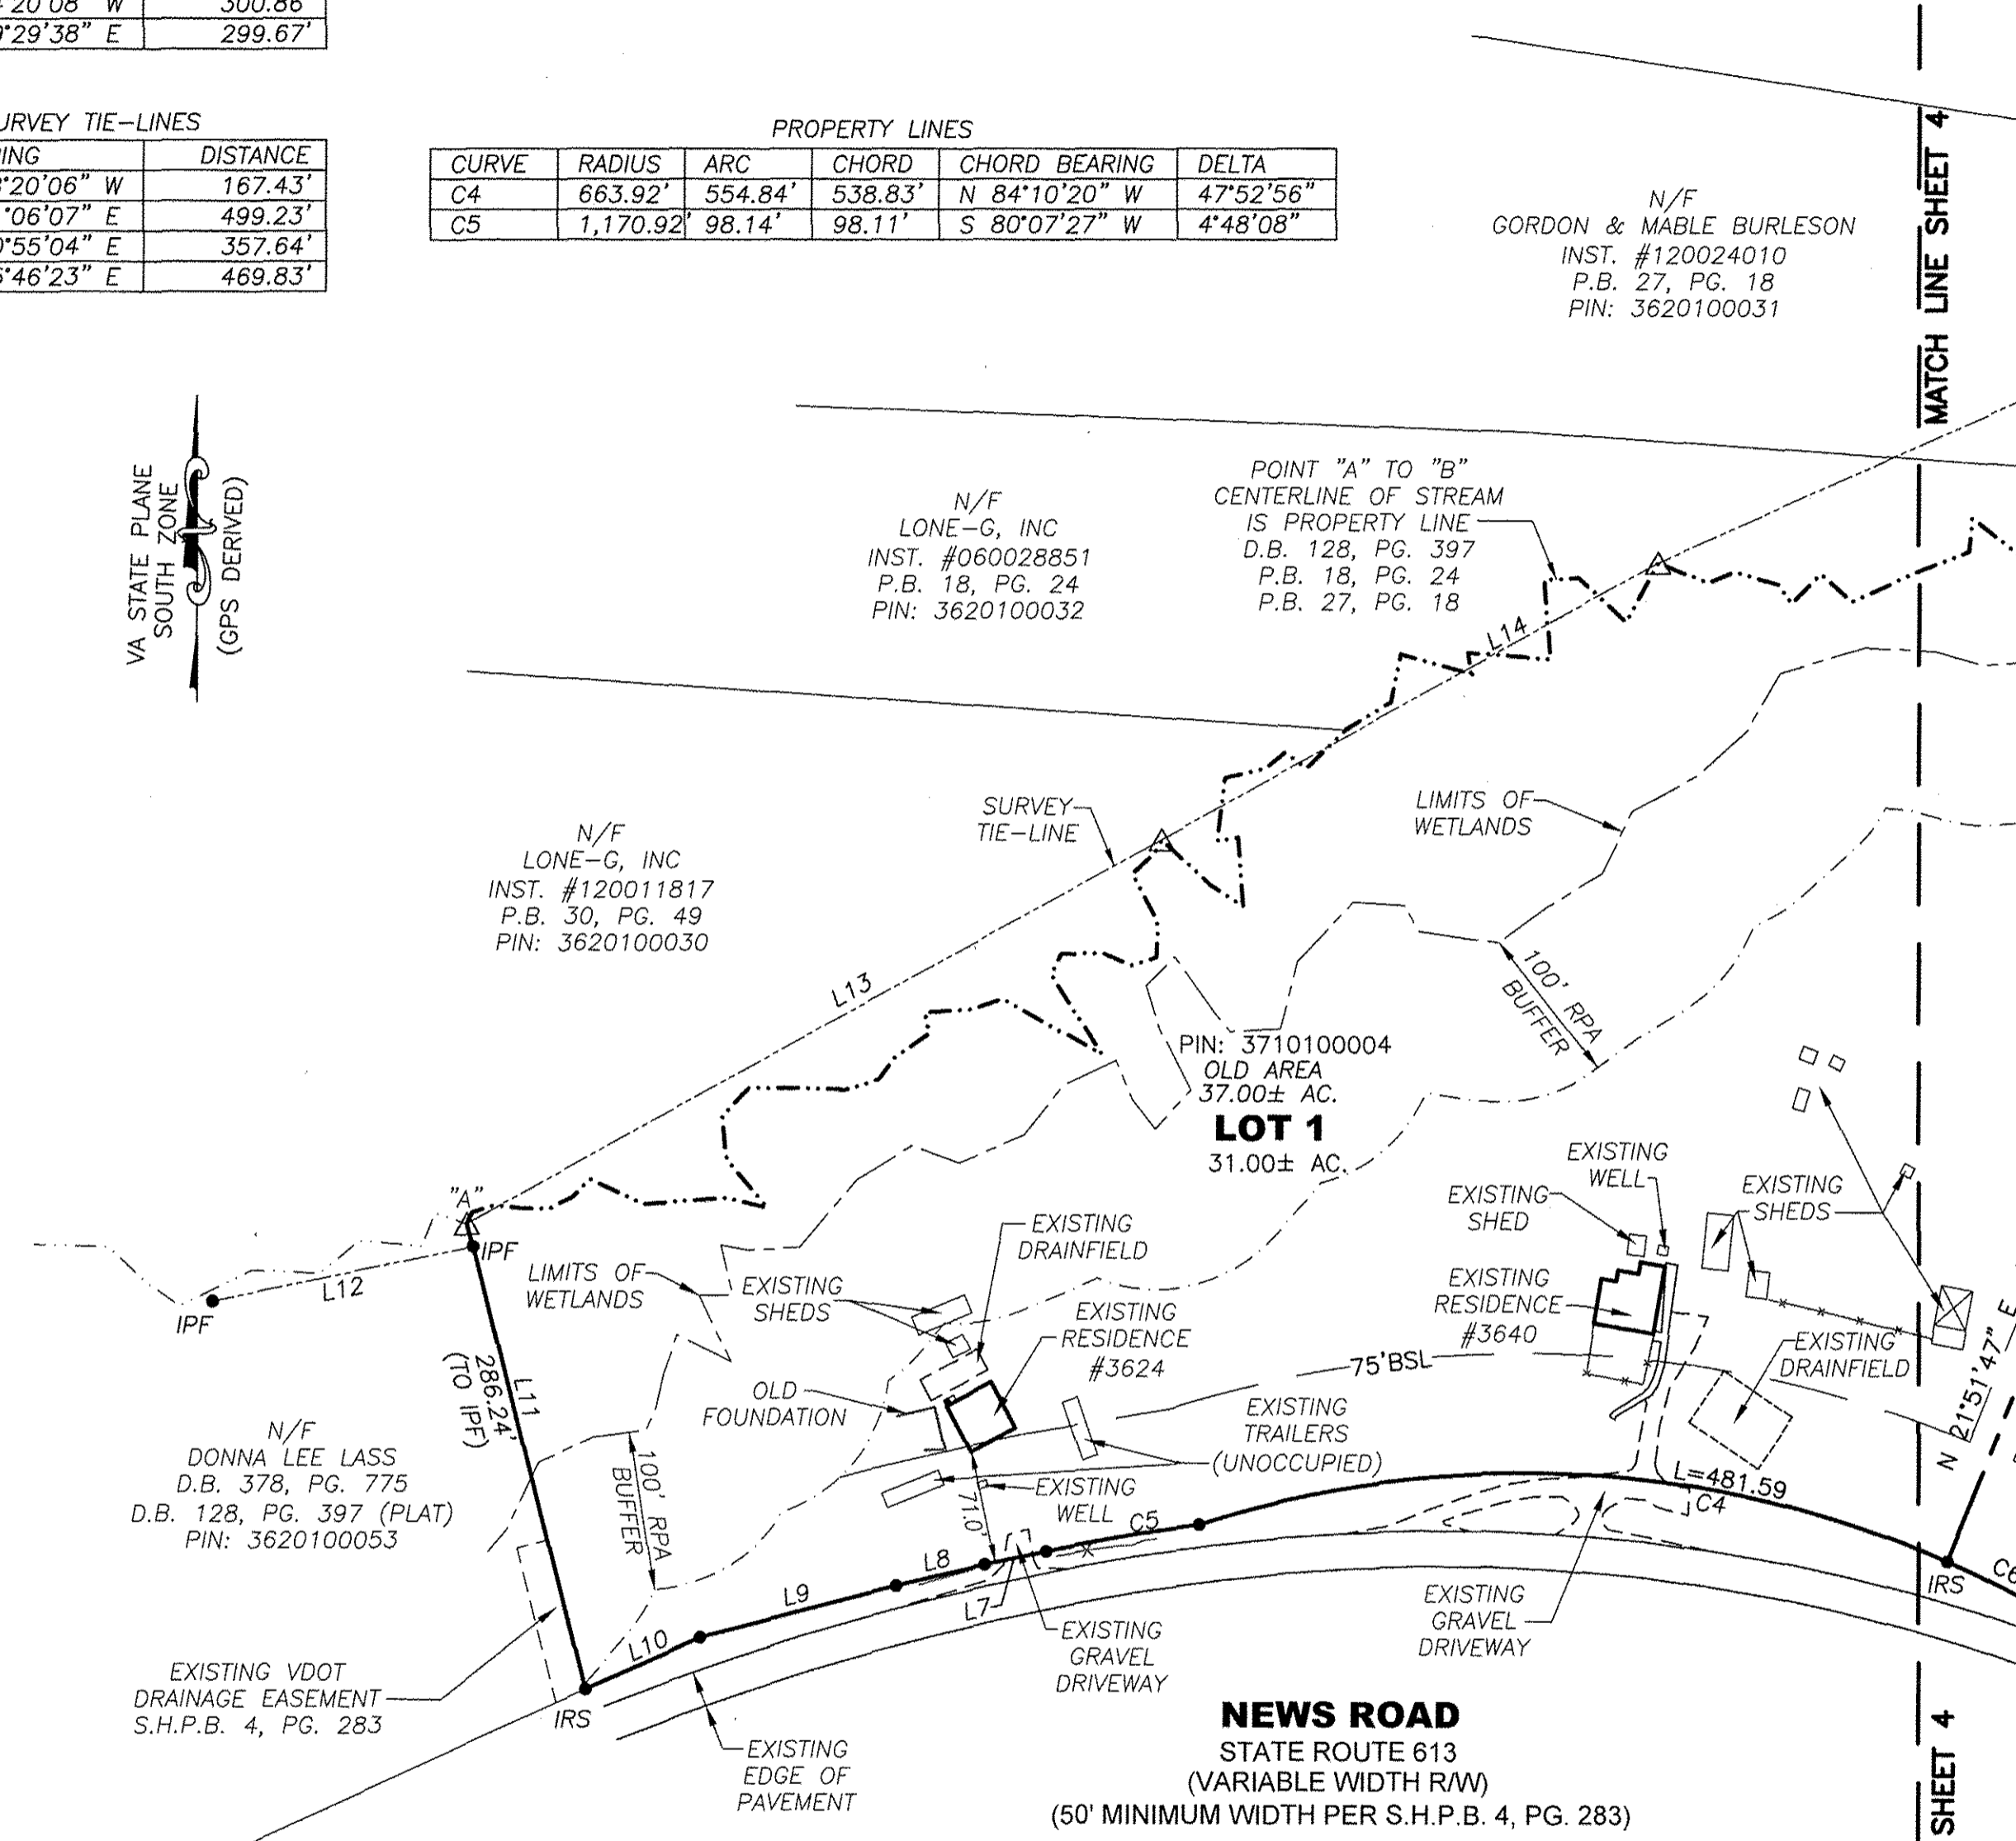 20'08" W 300.86'
29'38" E 299.67'
URVEY TIE-LINES
ING DISTANCE
°20'06" W 167.43'
°06'07" E 499.23'
°55'04" E 357.64'
°46'23" E 469.83'
PROPERTY LINES
CURVE RADIUS ARC CHORD CHORD BEARING DELTA
C4 663.92' 554.84' 538.83' N 84°10'20" W 47°52'56"
C5 1,170.92' 98.14' 98.11' S 80°07'27" W 4°48'08"
N/F
GORDON & MABLE BURLESON
INST. #120024010
P.B. 27, PG. 18
PIN: 3620100031
MATCH LINE SHEET 4
VA STATE PLANE
SOUTH ZONE
(GPS DERIVED)
N/F
LONE-G, INC
INST. #060028851
P.B. 18, PG. 24
PIN: 3620100032
POINT "A" TO "B"
CENTERLINE OF STREAM
IS PROPERTY LINE
D.B. 128, PG. 397
P.B. 18, PG. 24
P.B. 27, PG. 18
L14
SURVEY
TIE-LINE
LIMITS OF
WETLANDS
N/F
LONE-G, INC
INST. #120011817
P.B. 30, PG. 49
PIN: 3620100030
L13
100' RPA
BUFFER
PIN: 3710100004
OLD AREA
37.00± AC.
LOT 1
31.00± AC.
"A"
IPF
L12
IPF
LIMITS OF
WETLANDS
EXISTING
SHEDS
EXISTING
DRAINFIELD
EXISTING
RESIDENCE
#3624
OLD
FOUNDATION
EXISTING
TRAILERS
(UNOCCUPIED)
EXISTING
WELL
71.0'
75'BSL
EXISTING
SHED
EXISTING
WELL
EXISTING
SHEDS
EXISTING
RESIDENCE
#3640
EXISTING
DRAINFIELD
N 21°51'47" E
L11
286.24'
(TO IPF)
N/F
DONNA LEE LASS
D.B. 378, PG. 775
D.B. 128, PG. 397 (PLAT)
PIN: 3620100053
100' RPA
BUFFER
L=481.59
C4
C5
L8
L9
L7
L10
IRS
C6
IRS
EXISTING
GRAVEL
DRIVEWAY
EXISTING
GRAVEL
DRIVEWAY
EXISTING VDOT
DRAINAGE EASEMENT
S.H.P.B. 4, PG. 283
EXISTING
EDGE OF
PAVEMENT
NEWS ROAD
STATE ROUTE 613
(VARIABLE WIDTH R/W)
(50' MINIMUM WIDTH PER S.H.P.B. 4, PG. 283)
SHEET 4